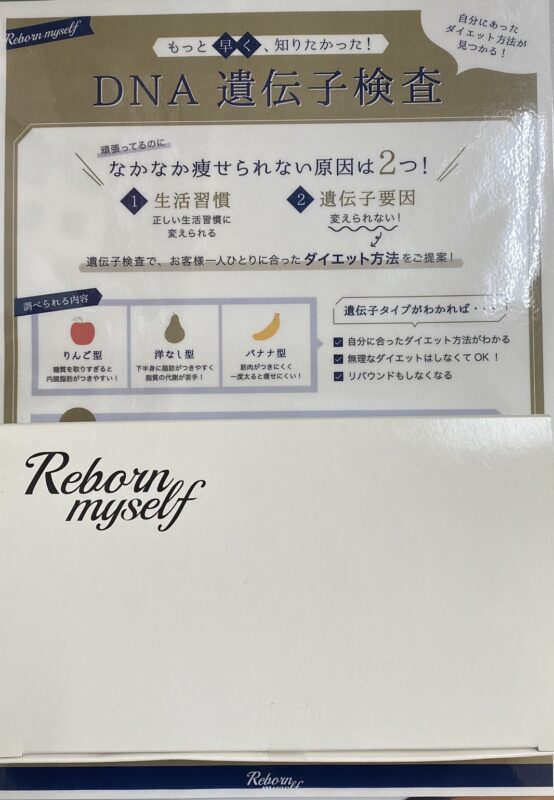 Reborn myself
もっと早く、知りたかった!
自分にあった
ダイエット方法が
見つかる!
DNA 遺伝子検査
頑張ってるのに
なかなか痩せられない原因は2つ!
1 生活習慣
正しい生活習慣に
変えられる
2 遺伝子要因
変えられない!
遺伝子検査で、お客様一人ひとりに合ったダイエット方法をご提案!
調べられる内容
りんご型
糖質を取りすぎると
内臓脂肪がつきやすい!
洋なし型
下半身に脂肪がつきやすく
脂質の代謝が苦手!
バナナ型
筋肉がつきにくく
一度太ると痩せにくい!
遺伝子タイプがわかれば・・・
自分に合ったダイエット方法がわかる
無理なダイエットはしなくてOK!
リバウンドもしなくなる
Reborn
myself
Reborn
myself